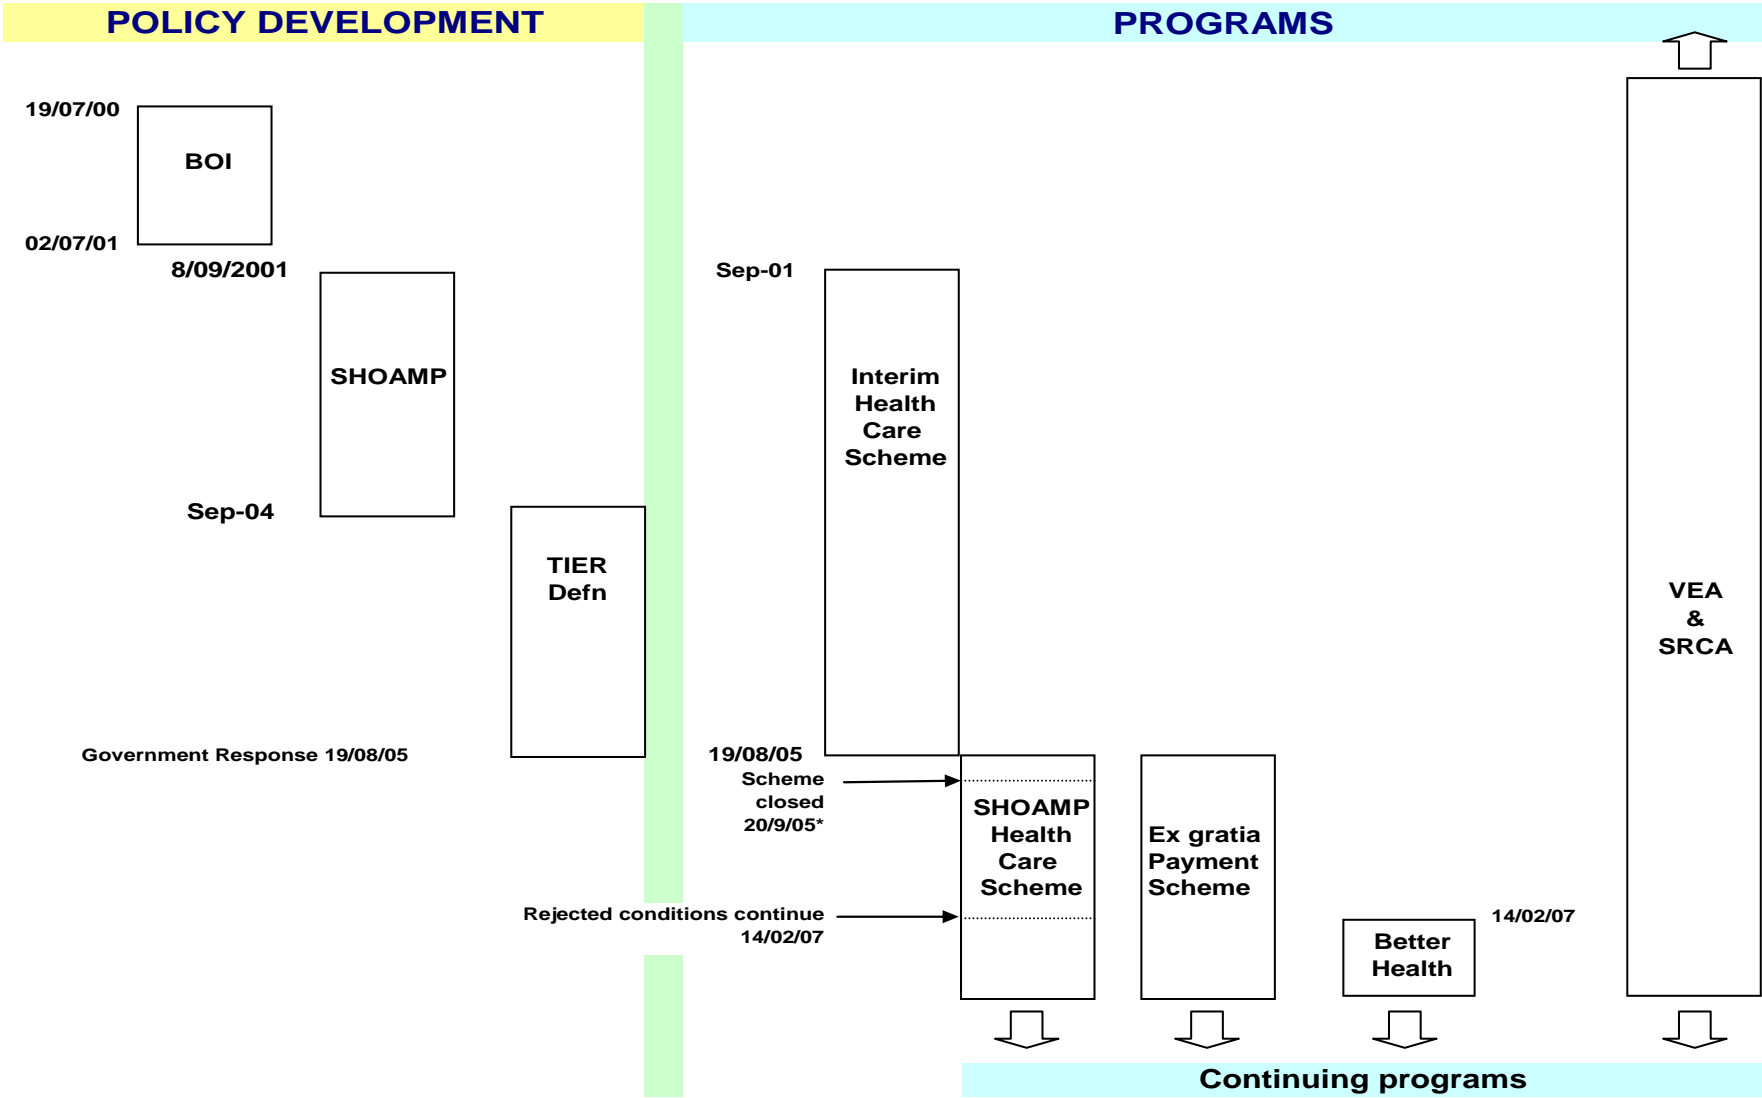 POLICY DEVELOPMENT
PROGRAMS
19/07/00
BOI
02/07/01
8/09/2001
SHOAMP
Sep-04
TIER
Defn
Government Response 19/08/05
Sep-01
Interim
Health
Care
Scheme
19/08/05
Scheme
closed
20/9/05*
SHOAMP
Health
Care
Scheme
Rejected conditions continue
14/02/07
Ex gratia
Payment
Scheme
14/02/07
Better
Health
VEA
&
SRCA
Continuing programs